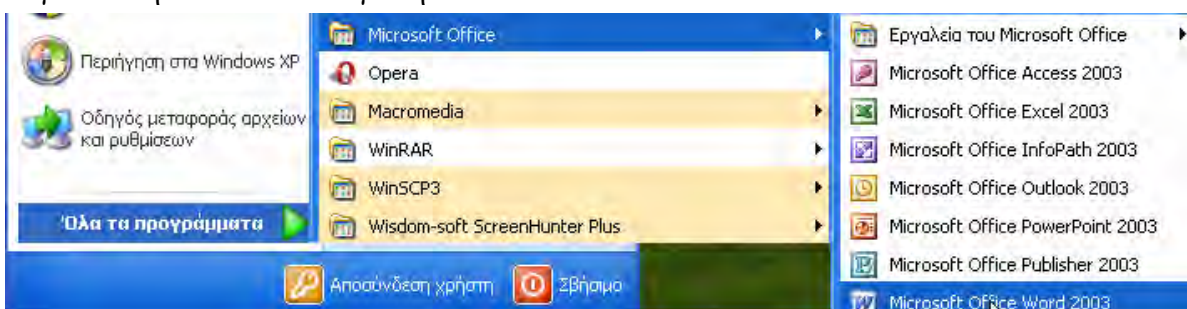 Περιήγηση στα Windows XP
Οδηγός μεταφοράς αρχείων
και ρυθμίσεων
Όλα τα προγράμματα
Microsoft Office
Opera
Macromedia
WinRAR
WinSCP3
Wisdom-soft ScreenHunter Plus
Αποσύνδεση χρήστη
Σβήσιμο
Εργαλεία του Microsoft Office
Microsoft Office Access 2003
Microsoft Office Excel 2003
Microsoft Office InfoPath 2003
Microsoft Office Outlook 2003
Microsoft Office PowerPoint 2003
Microsoft Office Publisher 2003
Microsoft Office Word 2003